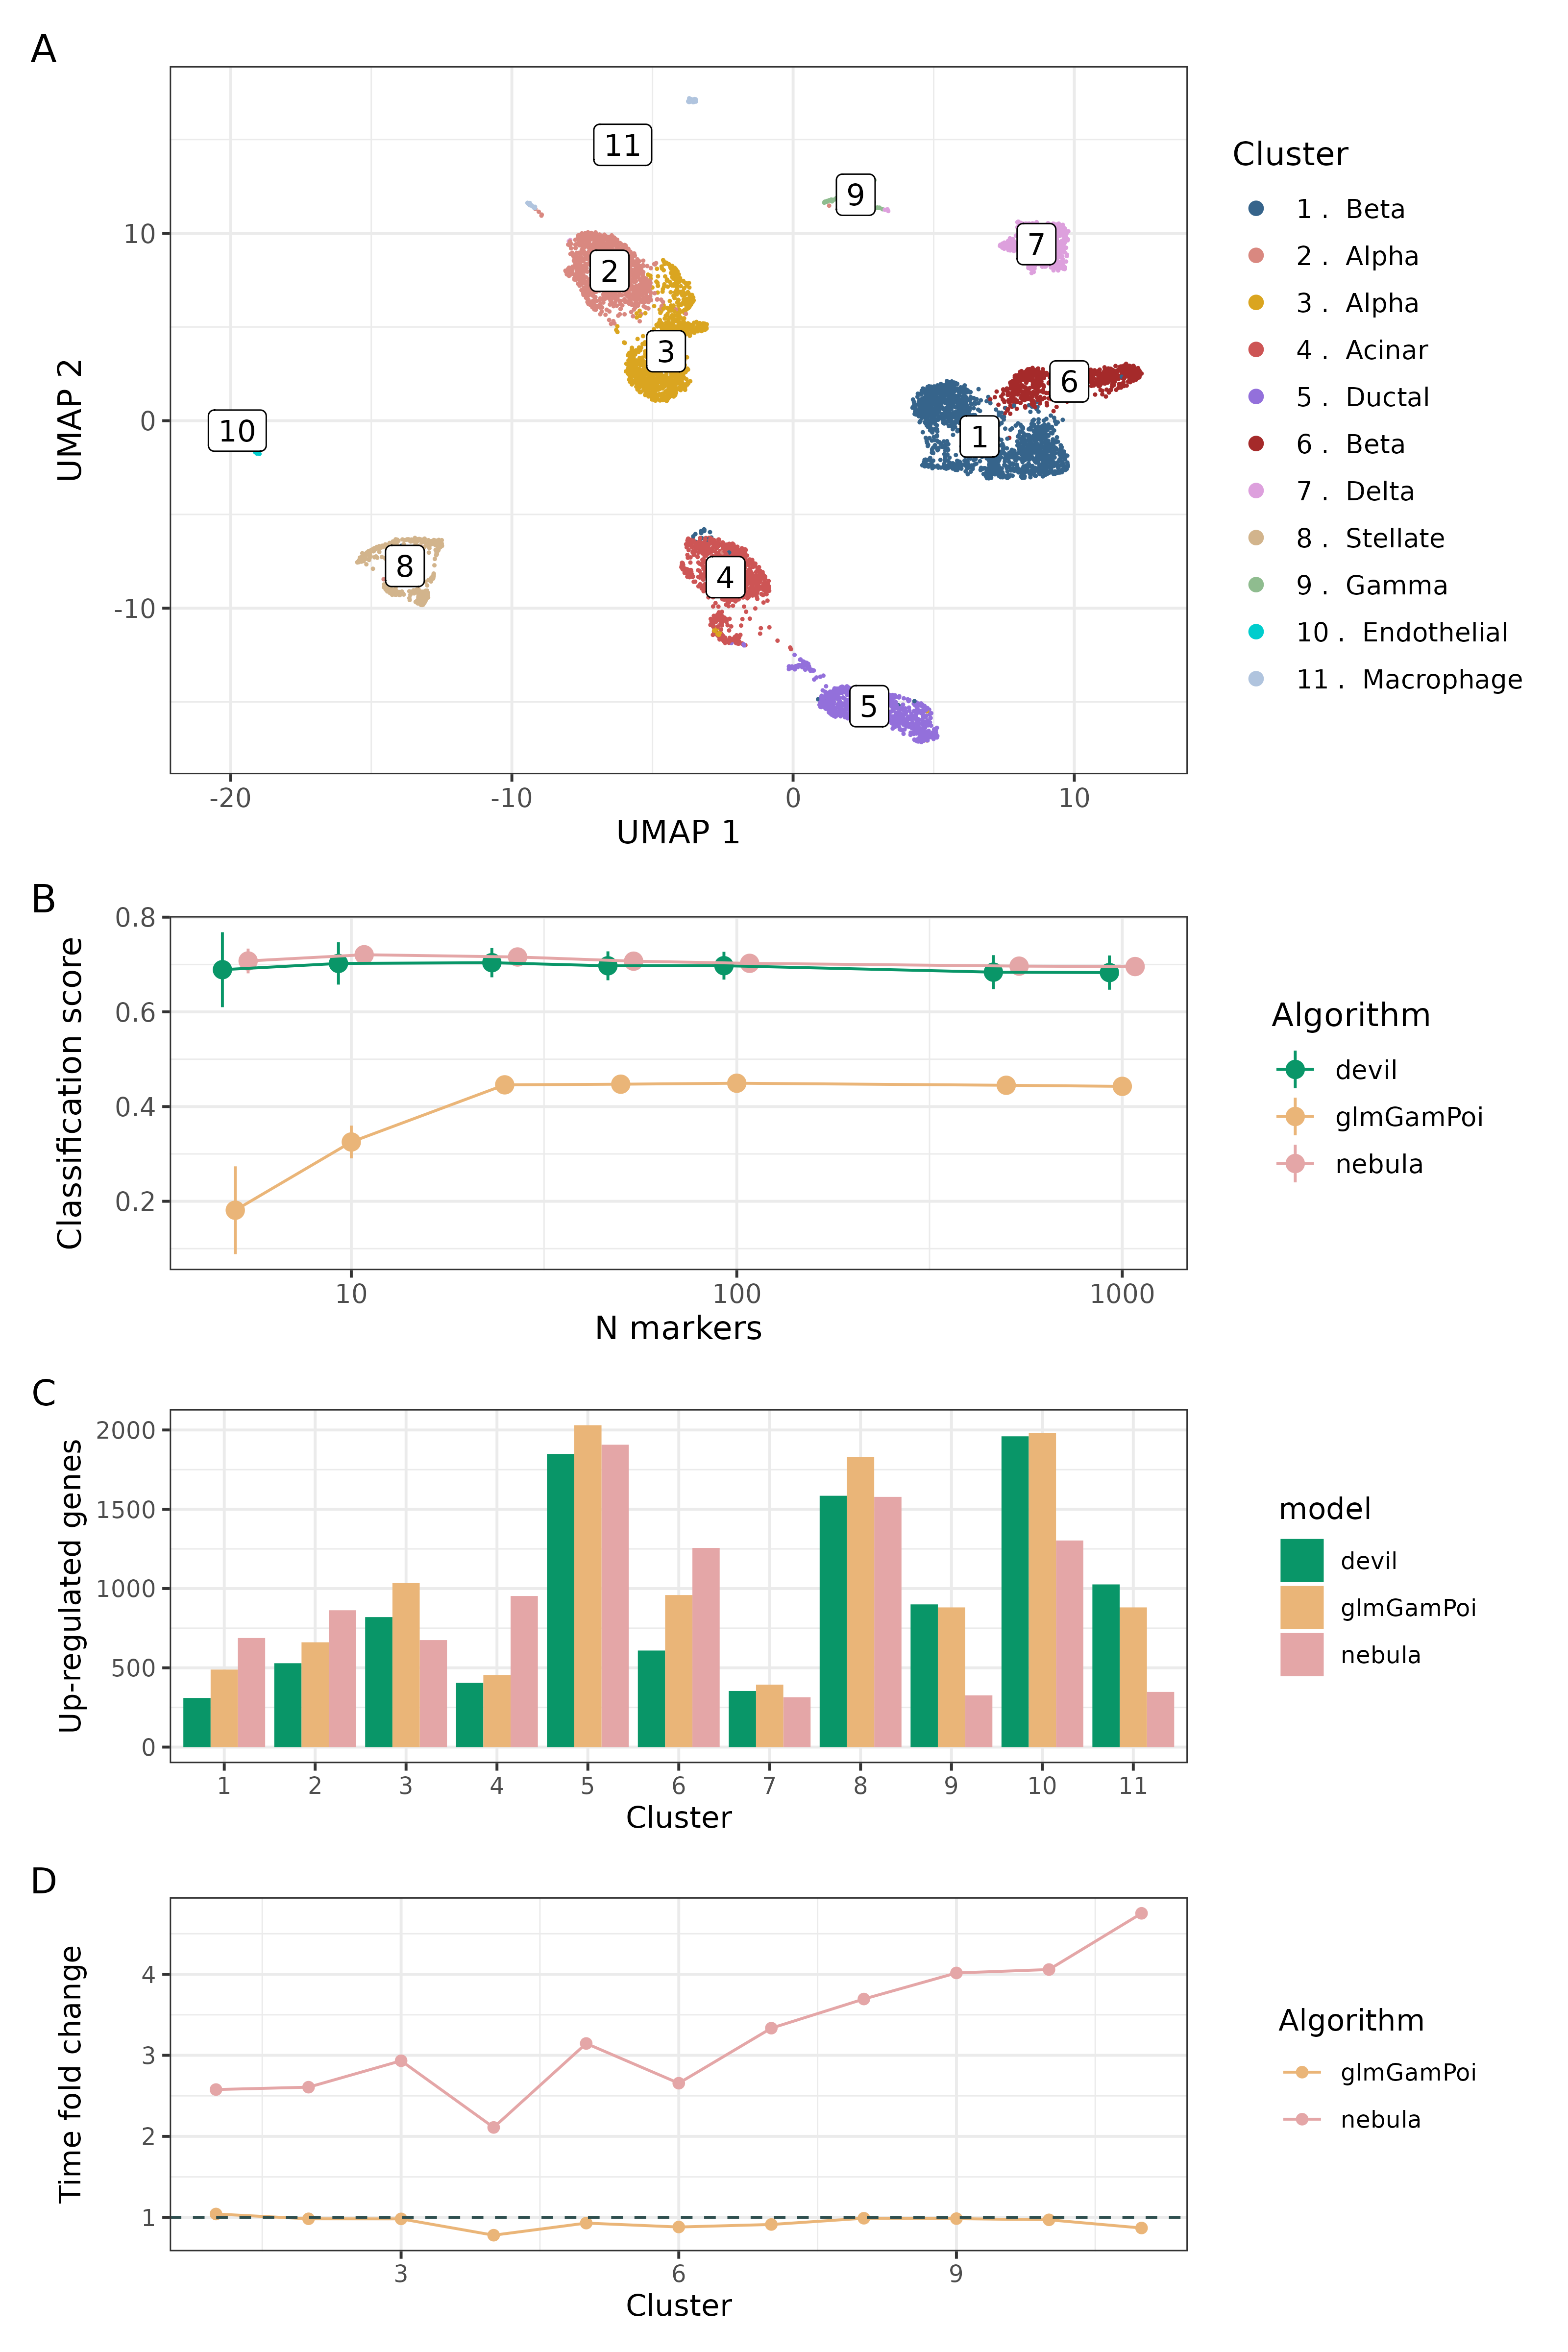 A
11
9
7
2
3
6
1
10
8
4
5
10
0
-10
UMAP 2
-20
-10
0
10
UMAP 1
Cluster
1 . Beta
2 . Alpha
3 . Alpha
4 . Acinar
5 . Ductal
6 . Beta
7 . Delta
8 . Stellate
9 . Gamma
10 . Endothelial
11 . Macrophage
B
0.8
0.6
0.4
0.2
Classification score
10
100
1000
N markers
Algorithm
devil
glmGamPoi
nebula
C
2000
1500
1000
500
0
Up-regulated genes
1
2
3
4
5
6
7
8
9
10
11
Cluster
model
devil
glmGamPoi
nebula
D
4
3
2
1
Time fold change
3
6
9
Cluster
Algorithm
glmGamPoi
nebula